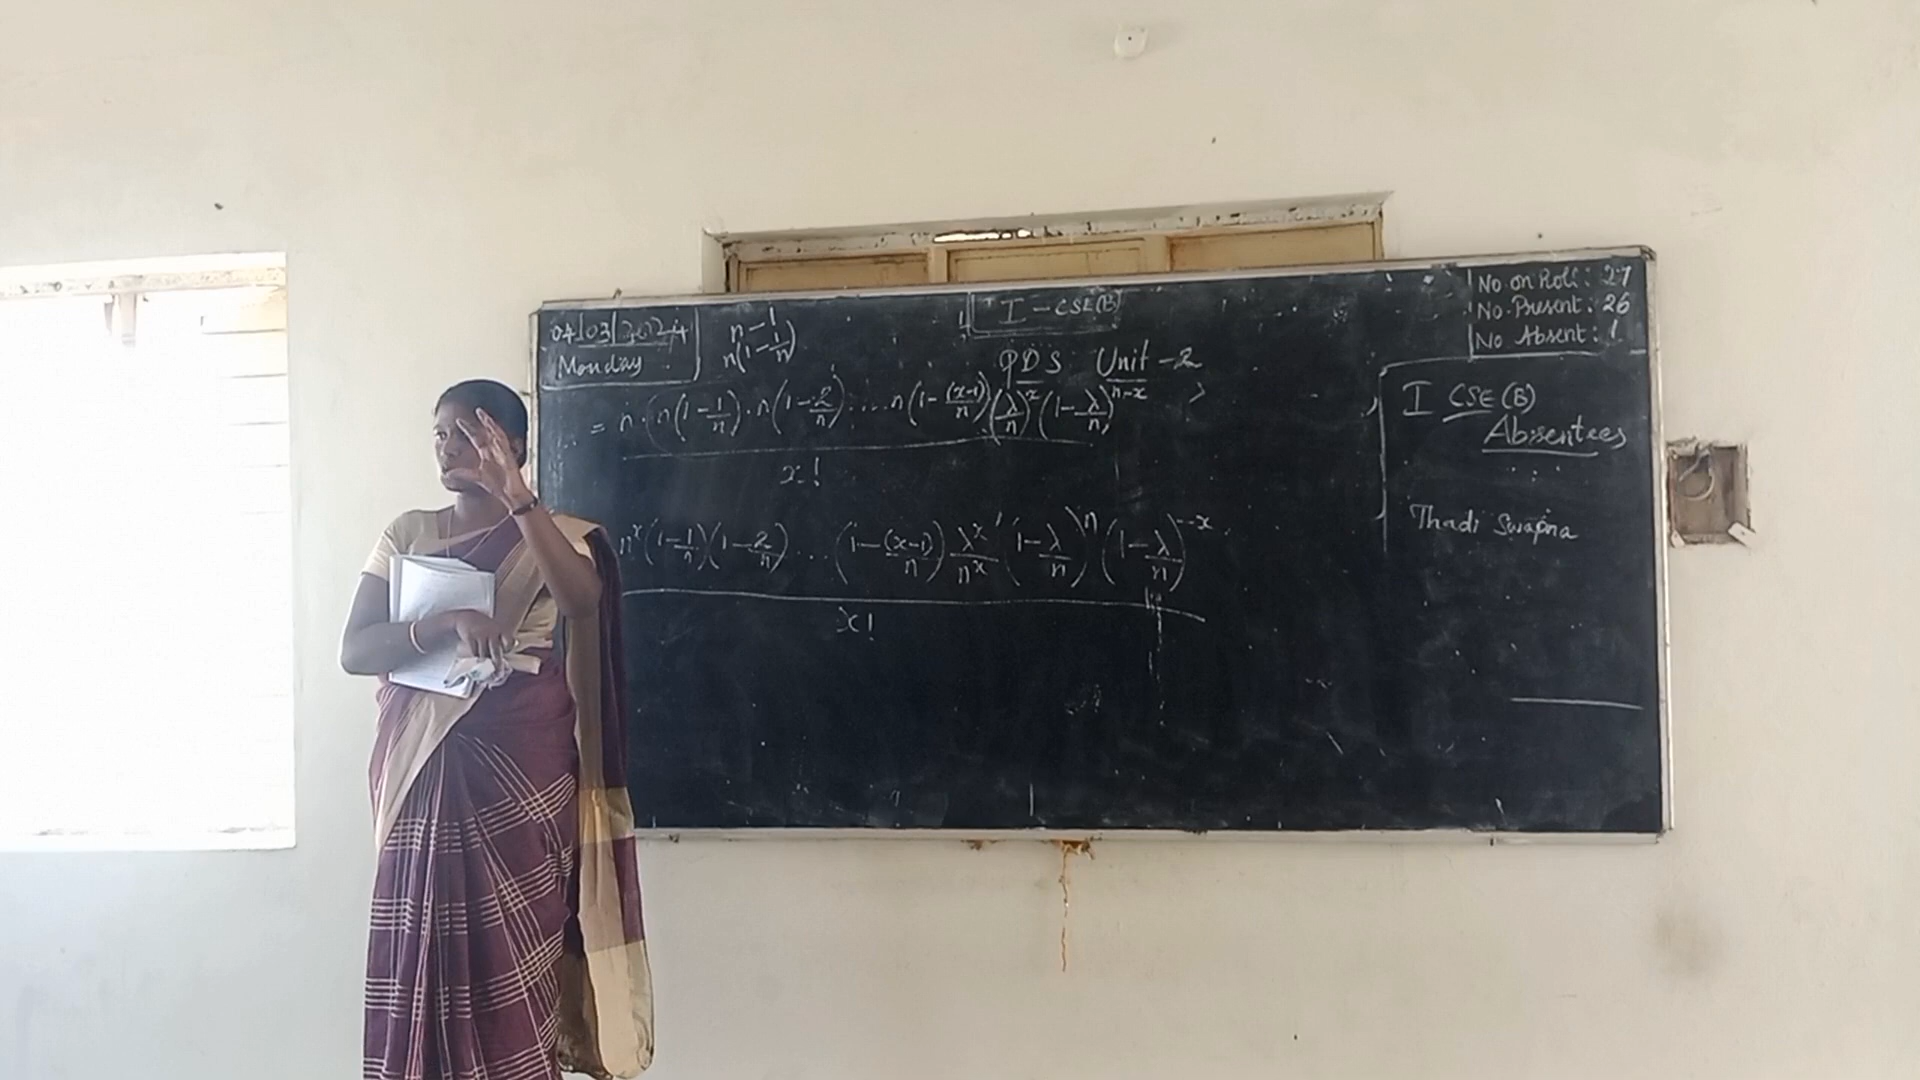 04/03/2024
Monday
n-1
n(1-1/n)
I - CSE(B)
No on Roll: 27
No. Present: 26
No Absent: 1
PDS Unit-2
= n·(n(1-1/n)·n(1-2/n)....n(1-(x-1)/n)(λ/n)^x(1-λ/n)^n-x
x!
n^x(1-1/n)(1-2/n)...(1-(x-1)/n) λ^x/n^x (1-λ/n)^n (1-λ/n)^-x
x!
I CSE(B)
Absentees
Thadi Swapna